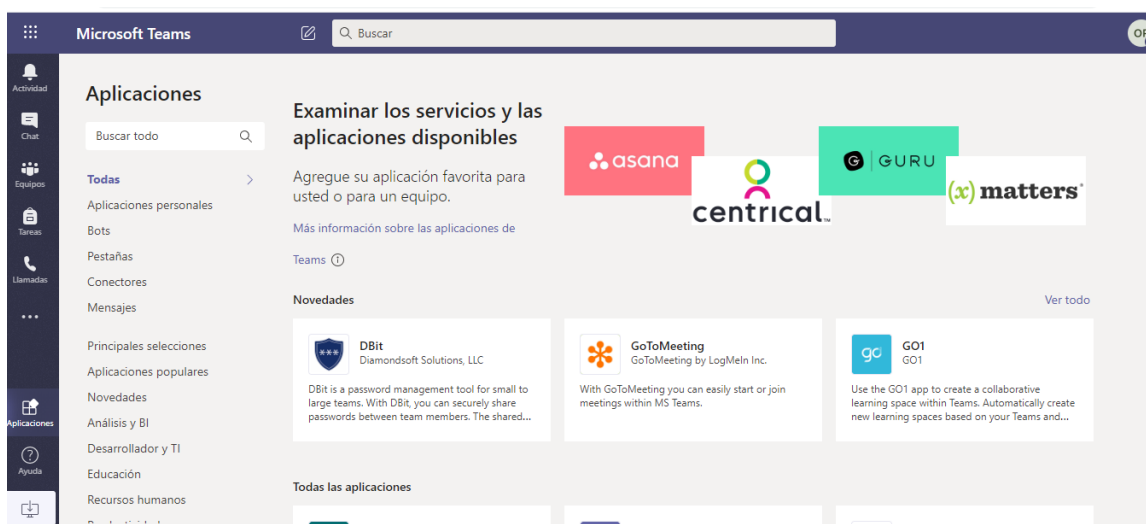 Microsoft Teams
Buscar
OF
Actividad
Chat
Equipos
Tareas
Llamadas
Aplicaciones
Ayuda
Aplicaciones
Buscar todo
Todas
Aplicaciones personales
Bots
Pestañas
Conectores
Mensajes
Principales selecciones
Aplicaciones populares
Novedades
Análisis y BI
Desarrollador y TI
Educación
Recursos humanos
Examinar los servicios y las
aplicaciones disponibles
Agregue su aplicación favorita para
usted o para un equipo.
Más información sobre las aplicaciones de
Teams
asana
centrical
GURU
(x) matters
Novedades
Ver todo
DBit
Diamondsoft Solutions, LLC
DBit is a password management tool for small to
large teams. With DBit, you can securely share
passwords between team members. The shared...
GoToMeeting
GoToMeeting by LogMeIn Inc.
With GoToMeeting you can easily start or join
meetings within MS Teams.
go
GO1
GO1
Use the GO1 app to create a collaborative
learning space within Teams. Automatically create
new learning spaces based on your Teams and...
Todas las aplicaciones